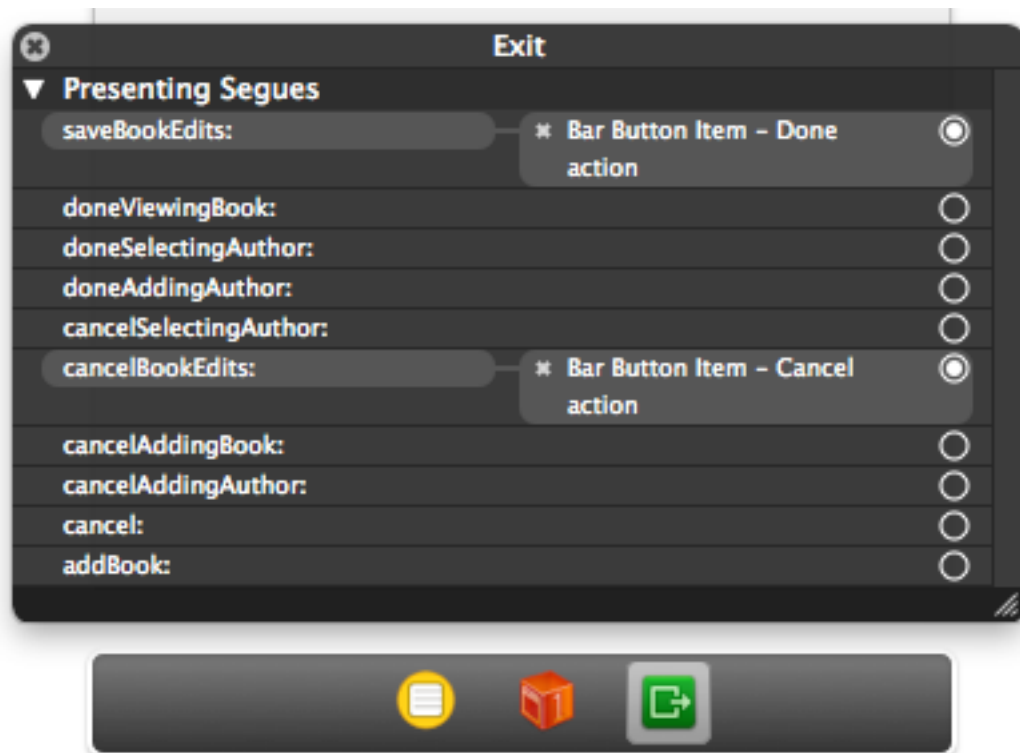 Exit
▼ Presenting Segues
saveBookEdits:
✖ Bar Button Item – Done
action
doneViewingBook:
doneSelectingAuthor:
doneAddingAuthor:
cancelSelectingAuthor:
cancelBookEdits:
✖ Bar Button Item – Cancel
action
cancelAddingBook:
cancelAddingAuthor:
cancel:
addBook:
1